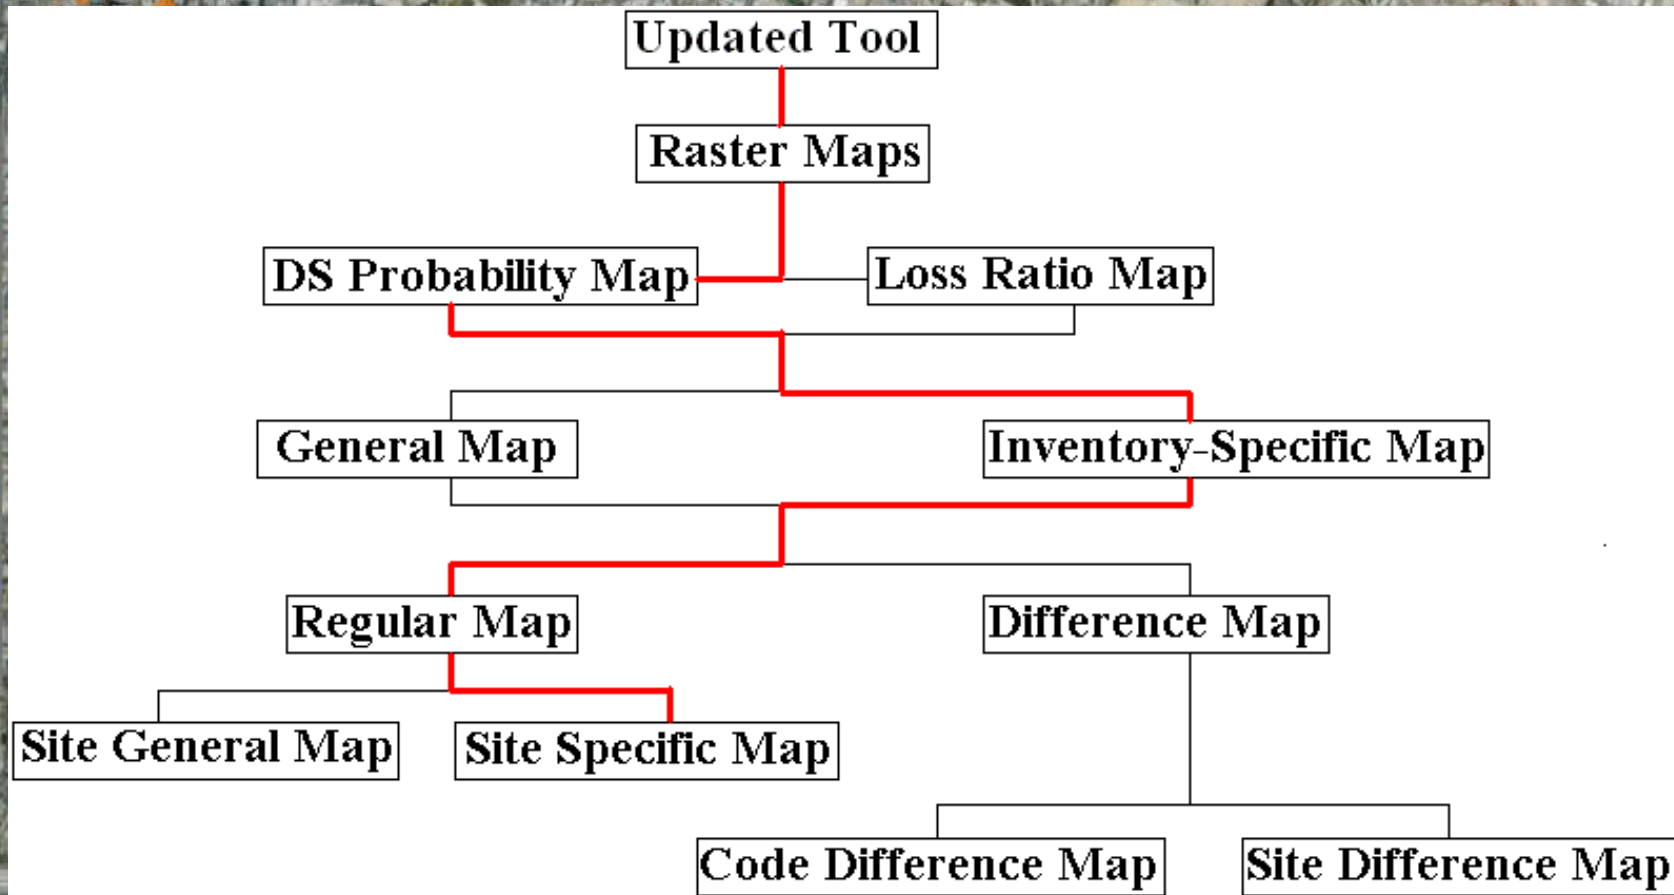 Updated Tool
Raster Maps
DS Probability Map
Loss Ratio Map
General Map
Inventory-Specific Map
Regular Map
Difference Map
Site General Map
Site Specific Map
Code Difference Map
Site Difference Map